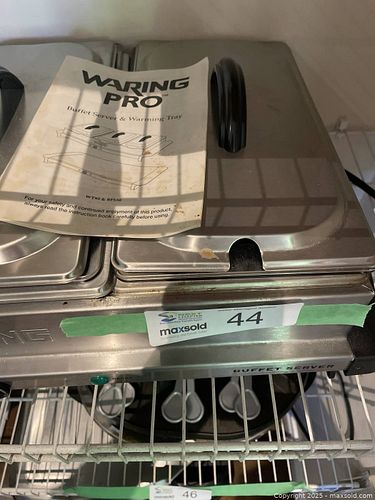 WARING
PRO
Buffet Server & Warming Tray
For your safety and continued enjoyment of this product,
always read the instruction book carefully before using.
maxsold
44
BUFFET SERVER
46
Copyright 2025 - maxsold.com